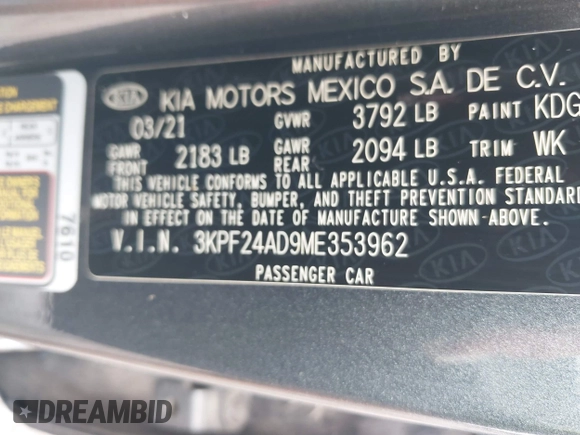 MANUFACTURED BY
KIA KIA MOTORS MEXICO S.A. DE C.V.
03/21 GVWR 3792 LB PAINT KDG
GAWR FRONT 2183 LB GAWR REAR 2094 LB TRIM WK
THIS VEHICLE CONFORMS TO ALL APPLICABLE U.S.A. FEDERAL
MOTOR VEHICLE SAFETY, BUMPER, AND THEFT PREVENTION STANDARDS
IN EFFECT ON THE DATE OF MANUFACTURE SHOWN ABOVE.
V.I.N. 3KPF24AD9ME353962
PASSENGER CAR
7610
DREAMBID